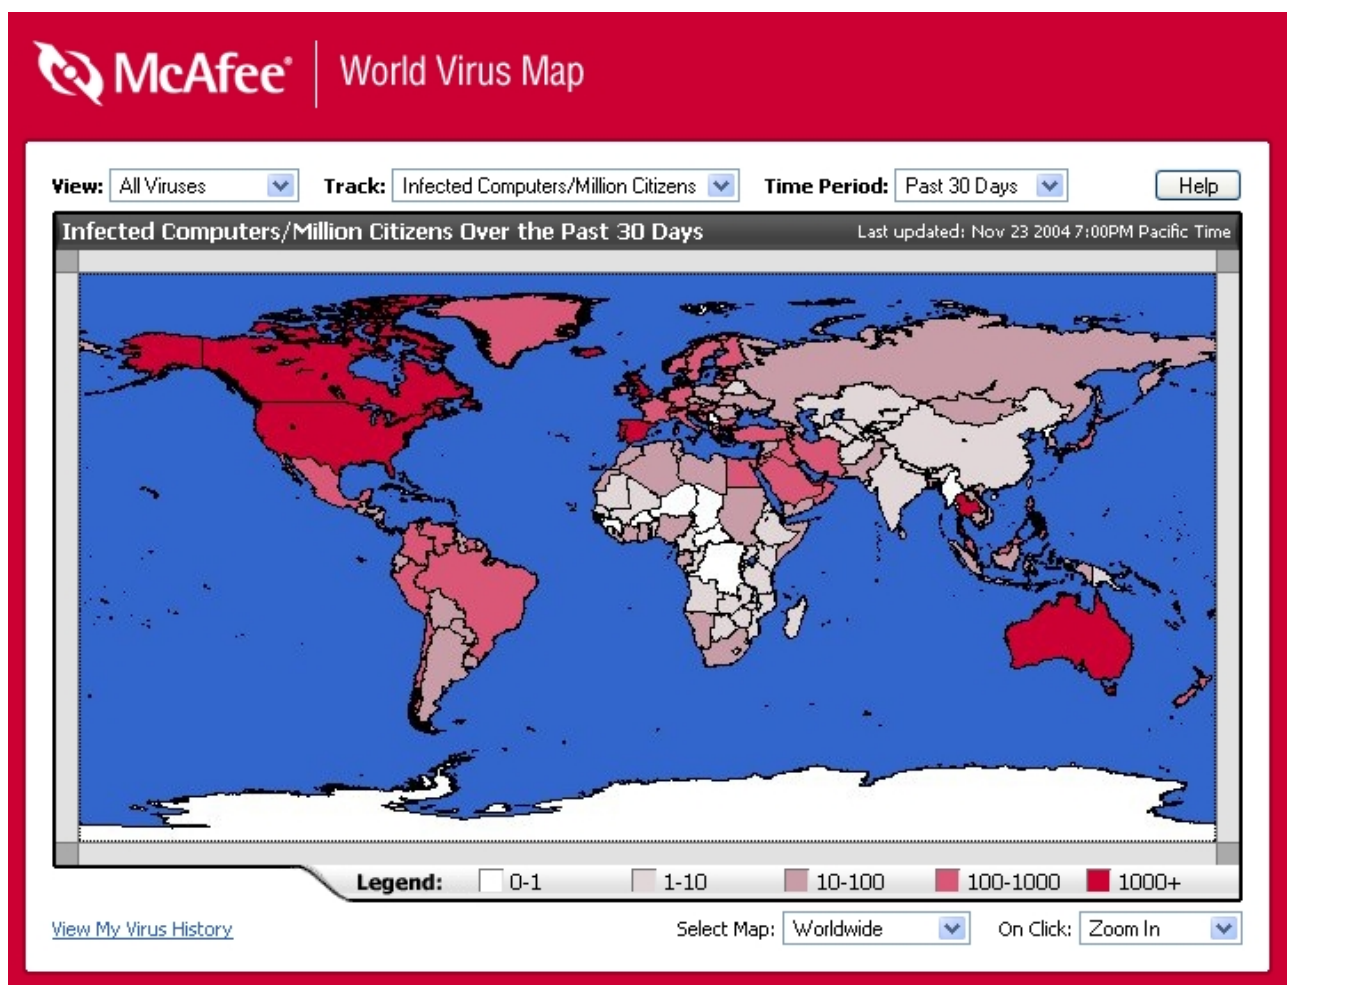 McAfee® World Virus Map
View: All Viruses Track: Infected Computers/Million Citizens Time Period: Past 30 Days Help
Infected Computers/Million Citizens Over the Past 30 Days Last updated: Nov 23 2004 7:00PM Pacific Time
Legend: 0-1 1-10 10-100 100-1000 1000+
View My Virus History Select Map: Worldwide On Click: Zoom In